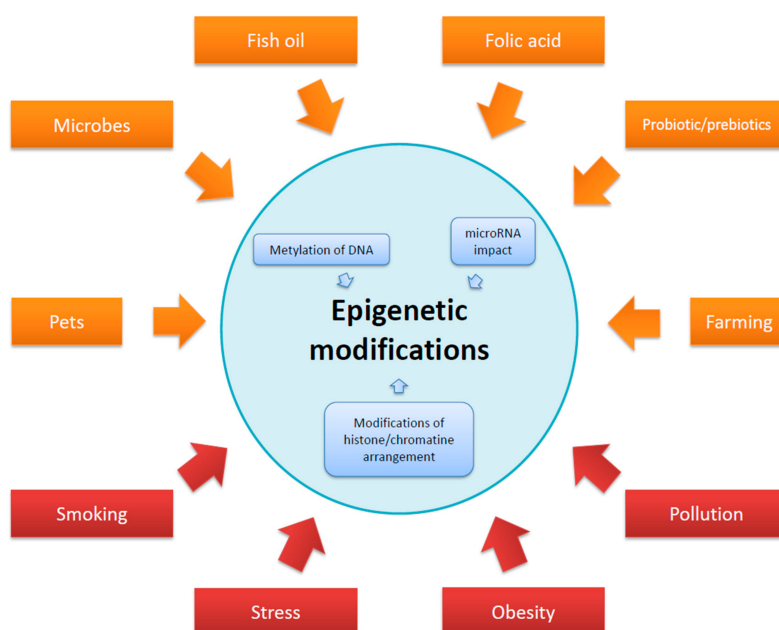 Fish oil
Folic acid
Microbes
Probiotic/prebiotics
Metylation of DNA
microRNA
impact
Pets
Epigenetic
modifications
Farming
Modifications of
histone/chromatine
arrangement
Smoking
Pollution
Stress
Obesity